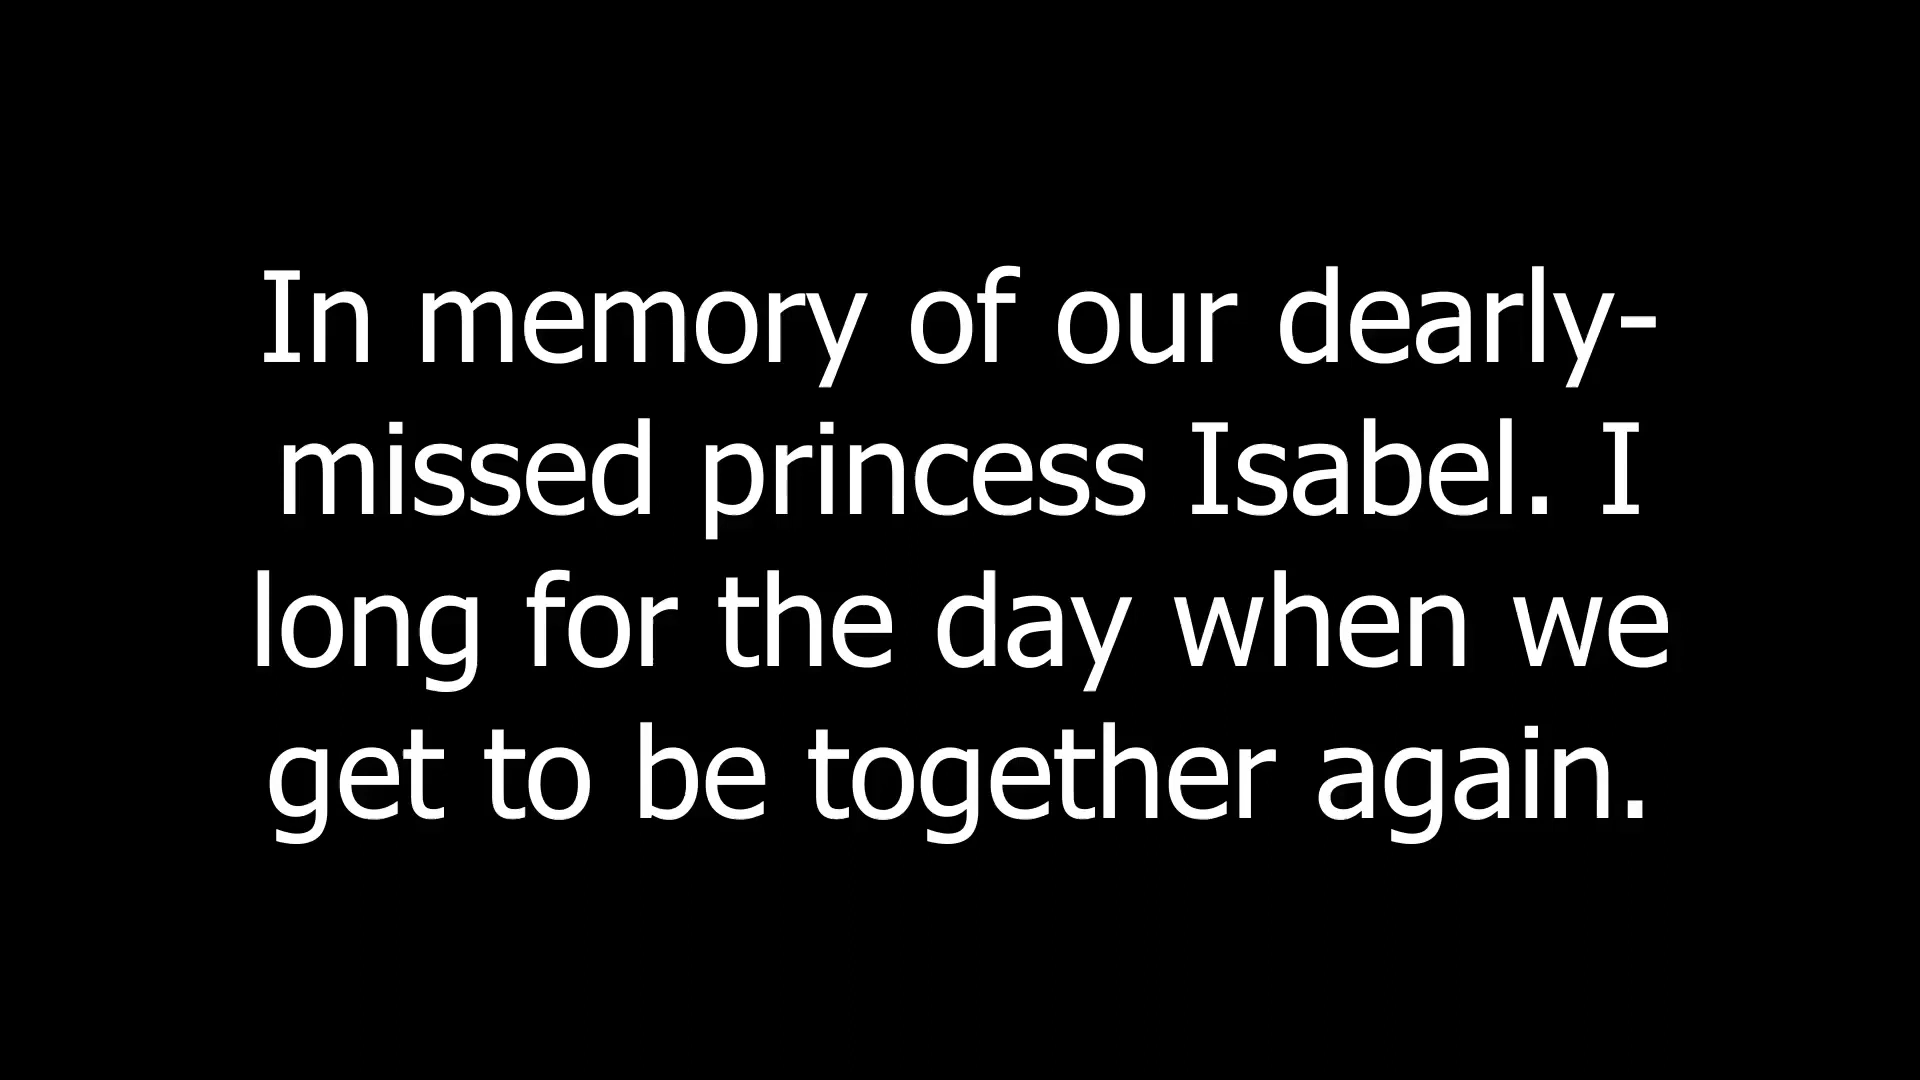 In memory of our dearly-
missed princess Isabel. I
long for the day when we
get to be together again.